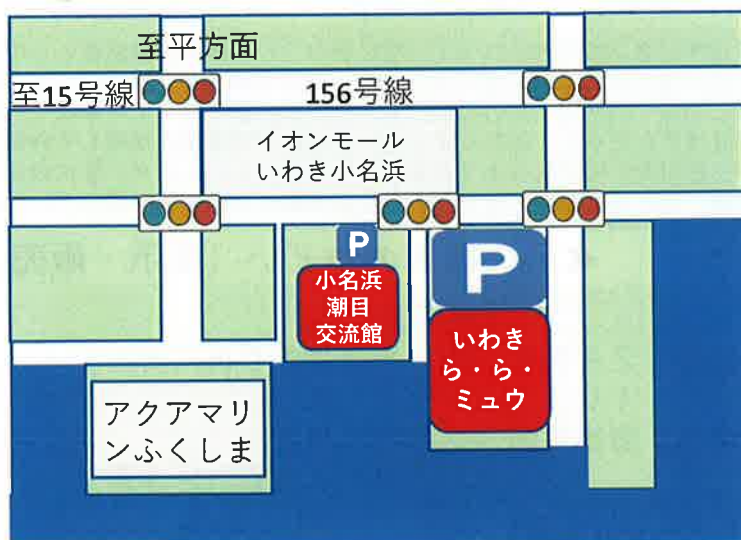 至平方面
至15号線
156号線
イオンモール
いわき小名浜
P
P
小名浜
潮目
交流館
いわき
ら・ら・
ミュウ
アクアマリ
ンふくしま